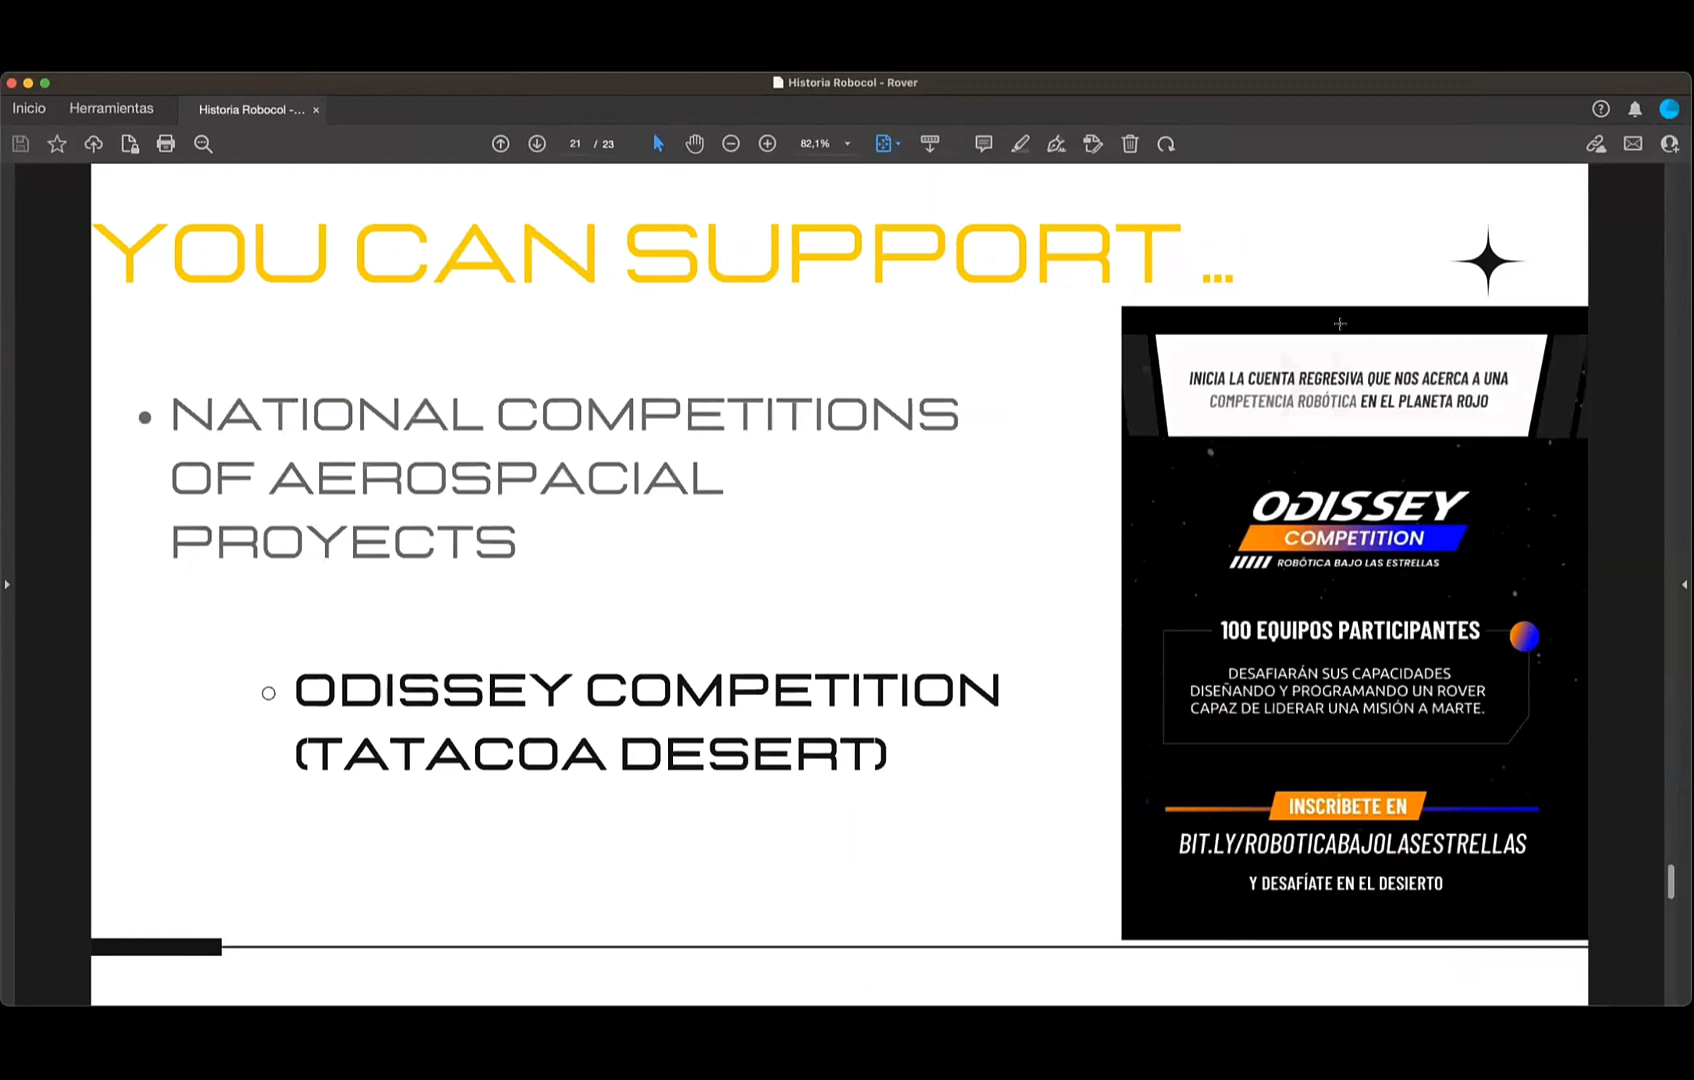 Historia Robocol - Rover
Inicio
Herramientas
Historia Robocol -...
21 / 23
82,1%
YOU CAN SUPPORT ...
NATIONAL COMPETITIONS
OF AEROSPACIAL
PROYECTS
ODISSEY COMPETITION
(TATACOA DESERT)
INICIA LA CUENTA REGRESIVA QUE NOS ACERCA A UNA
COMPETENCIA ROBÓTICA EN EL PLANETA ROJO
ODISSEY
COMPETITION
ROBÓTICA BAJO LAS ESTRELLAS
100 EQUIPOS PARTICIPANTES
DESAFIARÁN SUS CAPACIDADES
DISEÑANDO Y PROGRAMANDO UN ROVER
CAPAZ DE LIDERAR UNA MISIÓN A MARTE.
INSCRÍBETE EN
BIT.LY/ROBOTICABAJOLASESTRELLAS
Y DESAFÍATE EN EL DESIERTO